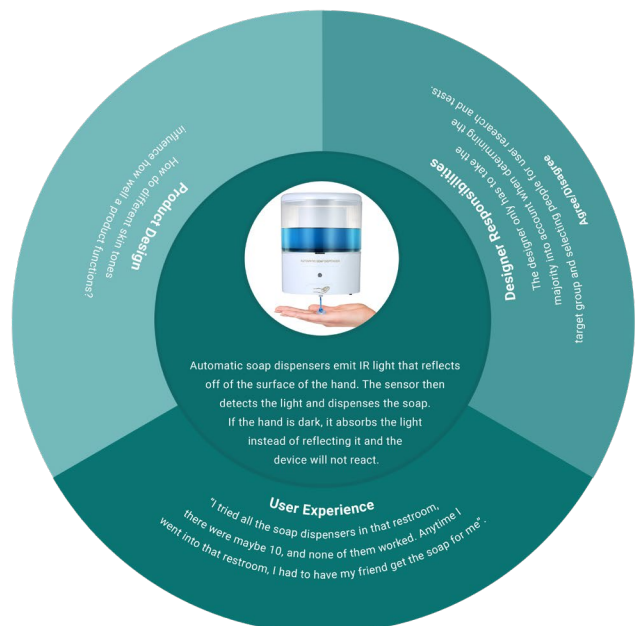 Product Design
How do different skin tones
influence how well a product functions?
Designer Responsibilities
The designer only has to take the
majority into account when determining the
target group and selecting people for user research and tests.
Agree/Disagree
Automatic soap dispensers emit IR light that reflects
off of the surface of the hand. The sensor then
detects the light and dispenses the soap.
If the hand is dark, it absorbs the light
instead of reflecting it and the
device will not react.
User Experience
"I tried all the soap dispensers in that restroom,
there were maybe 10, and none of them worked. Anytime I
went into that restroom, I had to have my friend get the soap for me".